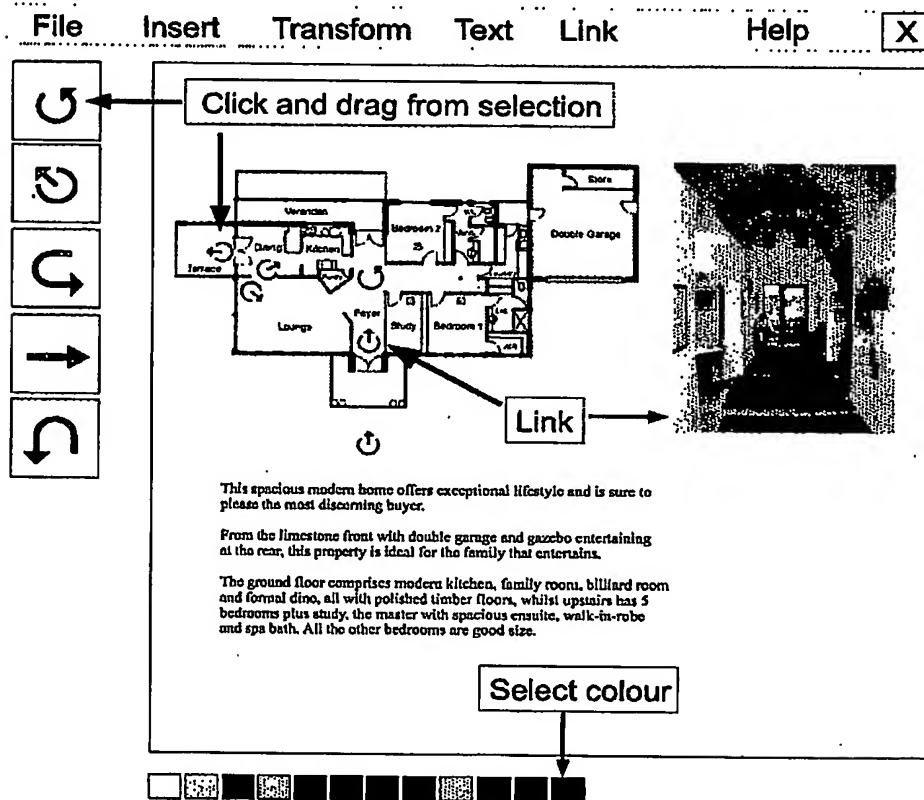 File Insert Transform Text Link Help X
Click and drag from selection
Store
Verandah
Bedroom 2
Double Garage
Dining Kitchen
Terrace
Foyer
Lounge Study Bedroom 1
Link
This spacious modern home offers exceptional lifestyle and is sure to
please the most discerning buyer.
From the limestone front with double garage and gazebo entertaining
at the rear, this property is ideal for the family that entertains.
The ground floor comprises modern kitchen, family room, billiard room
and formal dine, all with polished timber floors, whilst upstairs has 5
bedrooms plus study, the master with spacious ensuite, walk-in-robe
and spa bath. All the other bedrooms are good size.
Select colour